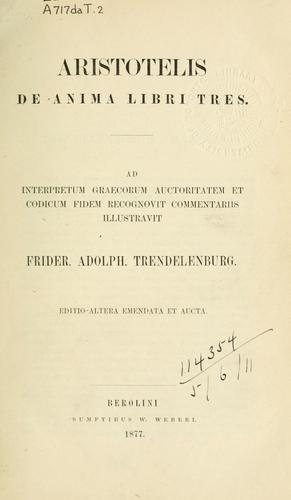 A717daT.2
ARISTOTELIS
DE ANIMA LIBRI TRES.
AD
INTERPRETUM GRAECORUM AUCTORITATEM ET
CODICUM FIDEM RECOGNOVIT COMMENTARIIS
ILLUSTRAVIT
FRIDER. ADOLPH. TRENDELENBURG.
EDITIO ALTERA EMENDATA ET AUCTA.
114354
5/6/11
BEROLINI
SUMPTIBUS W. WEBERI.
1877.